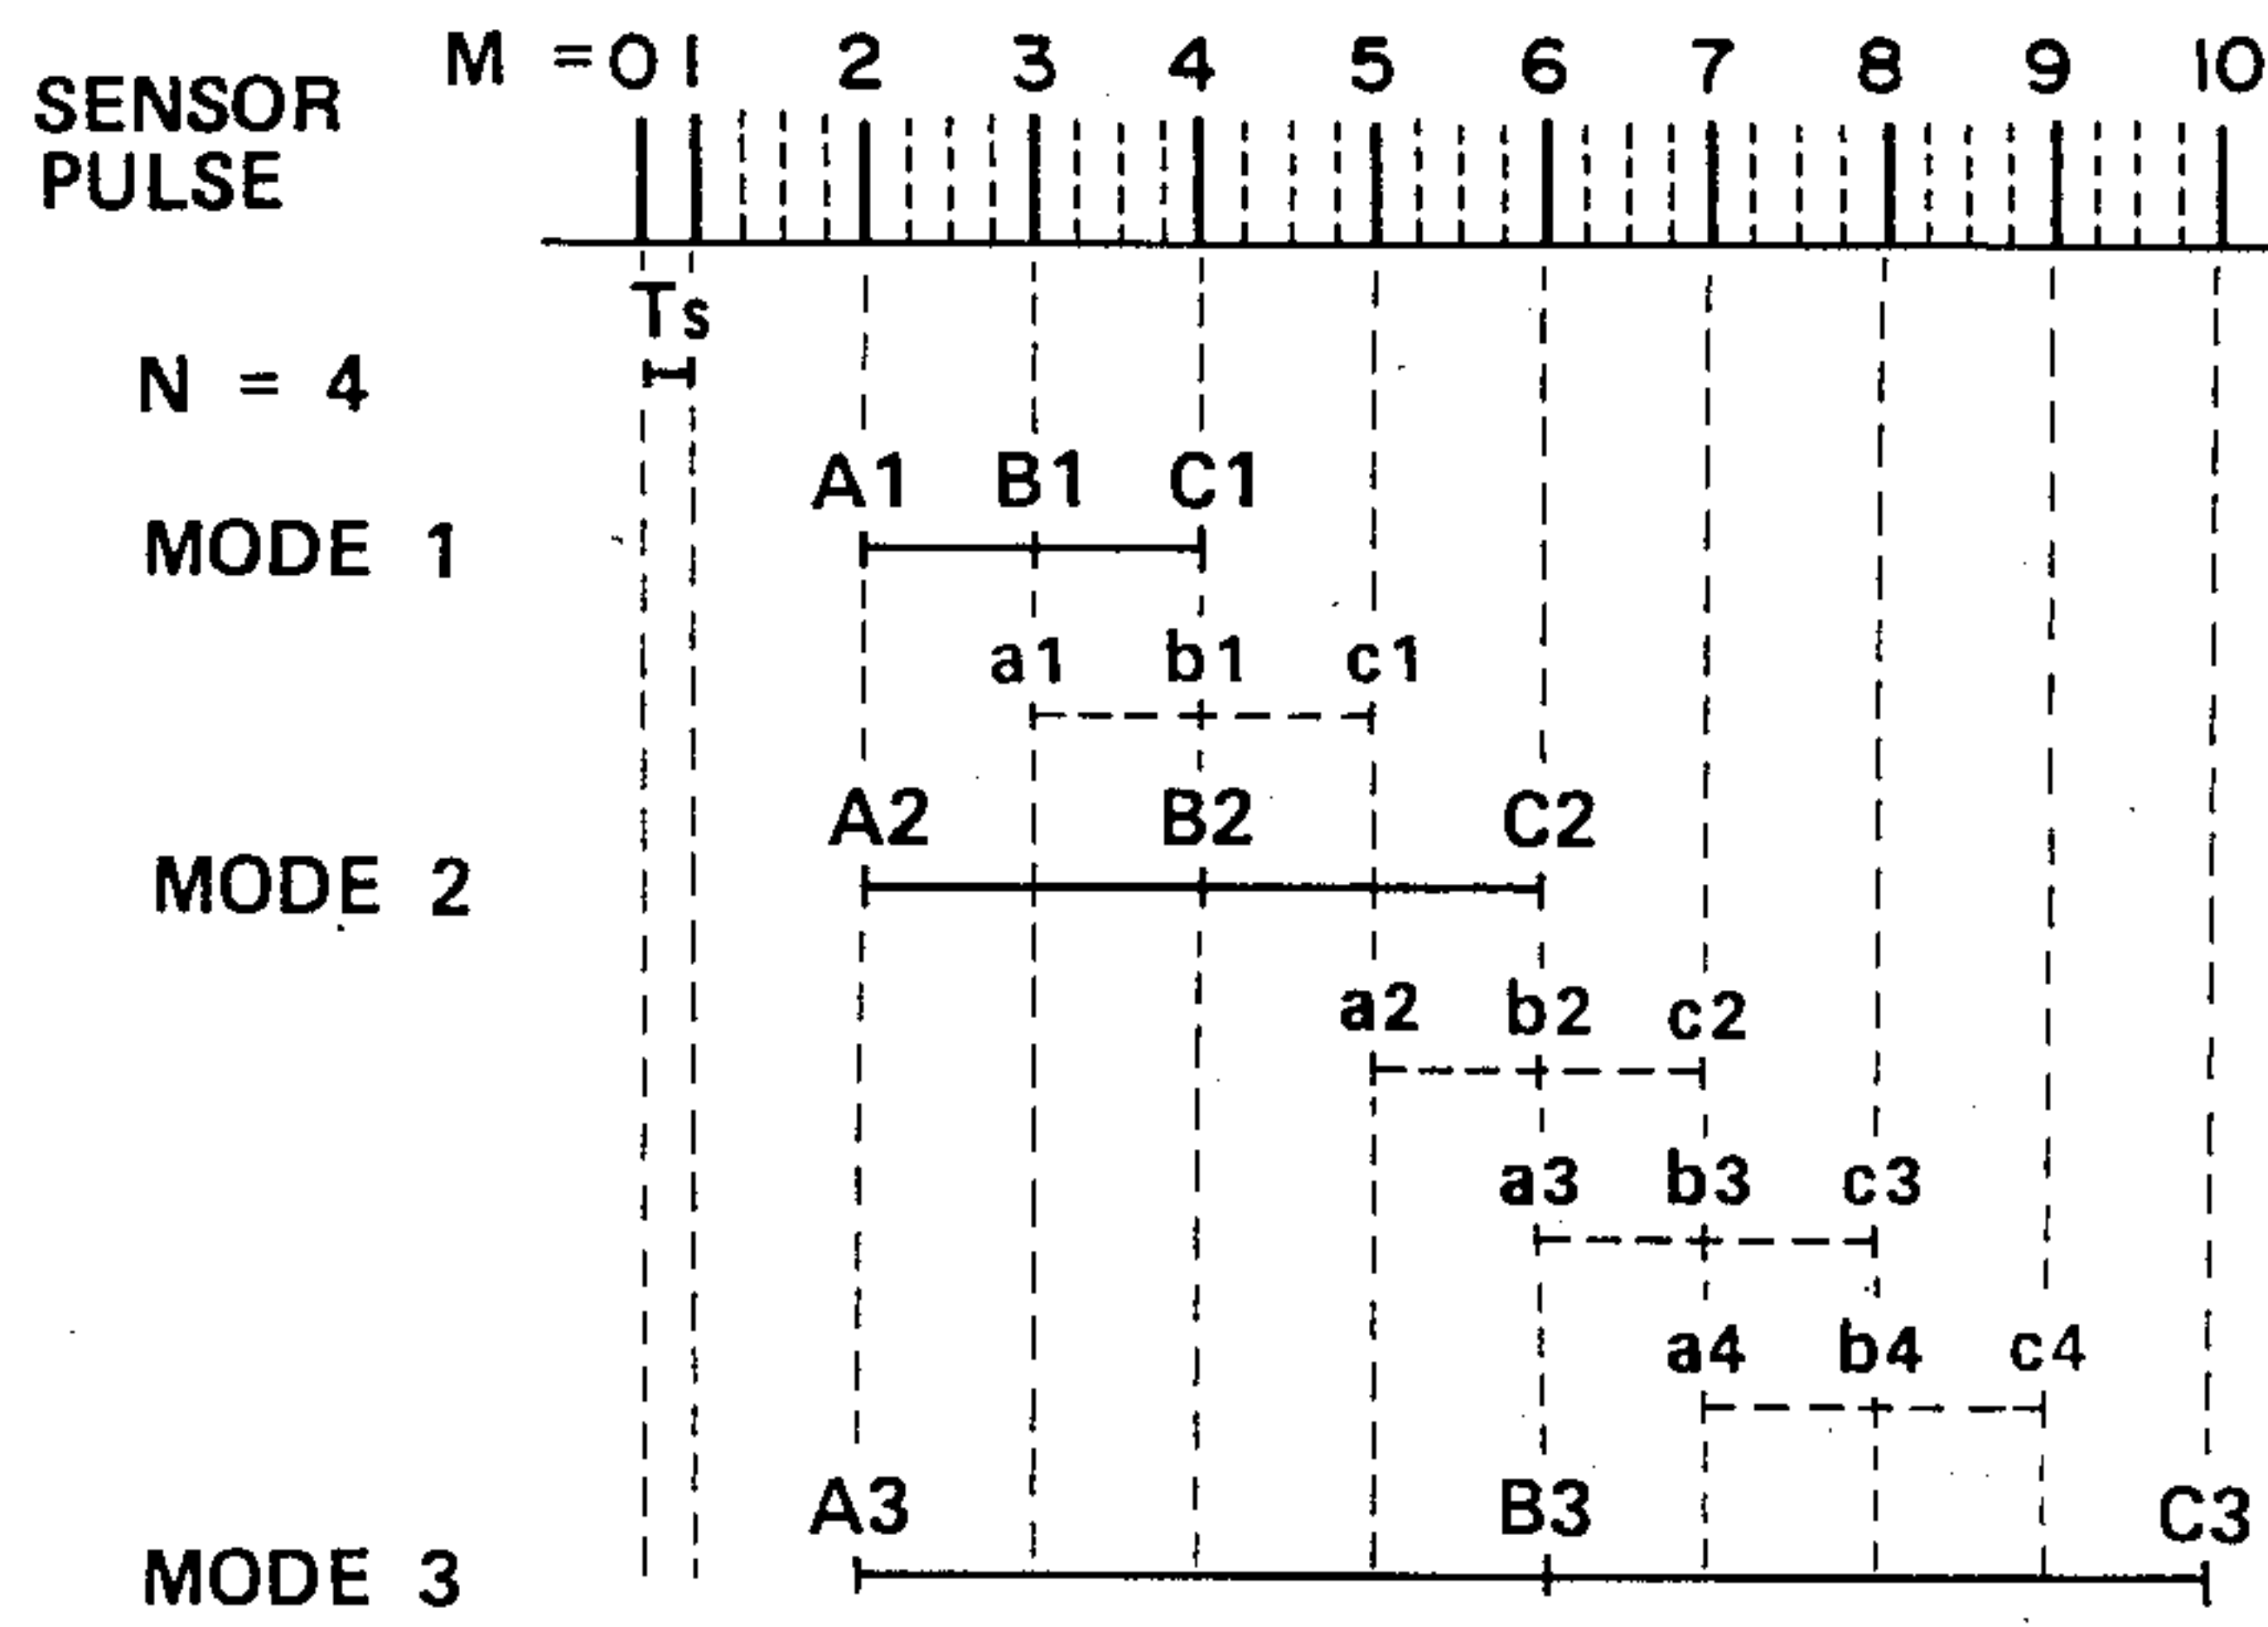 M = 0 1 2 3 4 5 6 7 8 9 10
SENSOR
PULSE
Ts
N = 4
A1 B1 C1
MODE 1
a1 b1 c1
A2 B2 C2
MODE 2
a2 b2 c2
a3 b3 c3
a4 b4 c4
A3 B3 C3
MODE 3